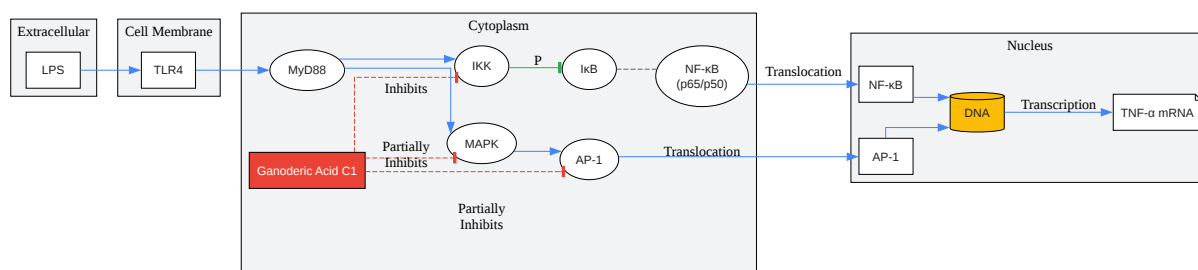 Extracellular
LPS
Cell Membrane
TLR4
Cytoplasm
MyD88
IKK
P
IκB
NF-κB
(p65/p50)
Inhibits
MAPK
Partially
Inhibits
Ganoderic Acid C1
AP-1
Partially
Inhibits
Translocation
Translocation
Nucleus
NF-κB
AP-1
DNA
Transcription
TNF-α mRNA